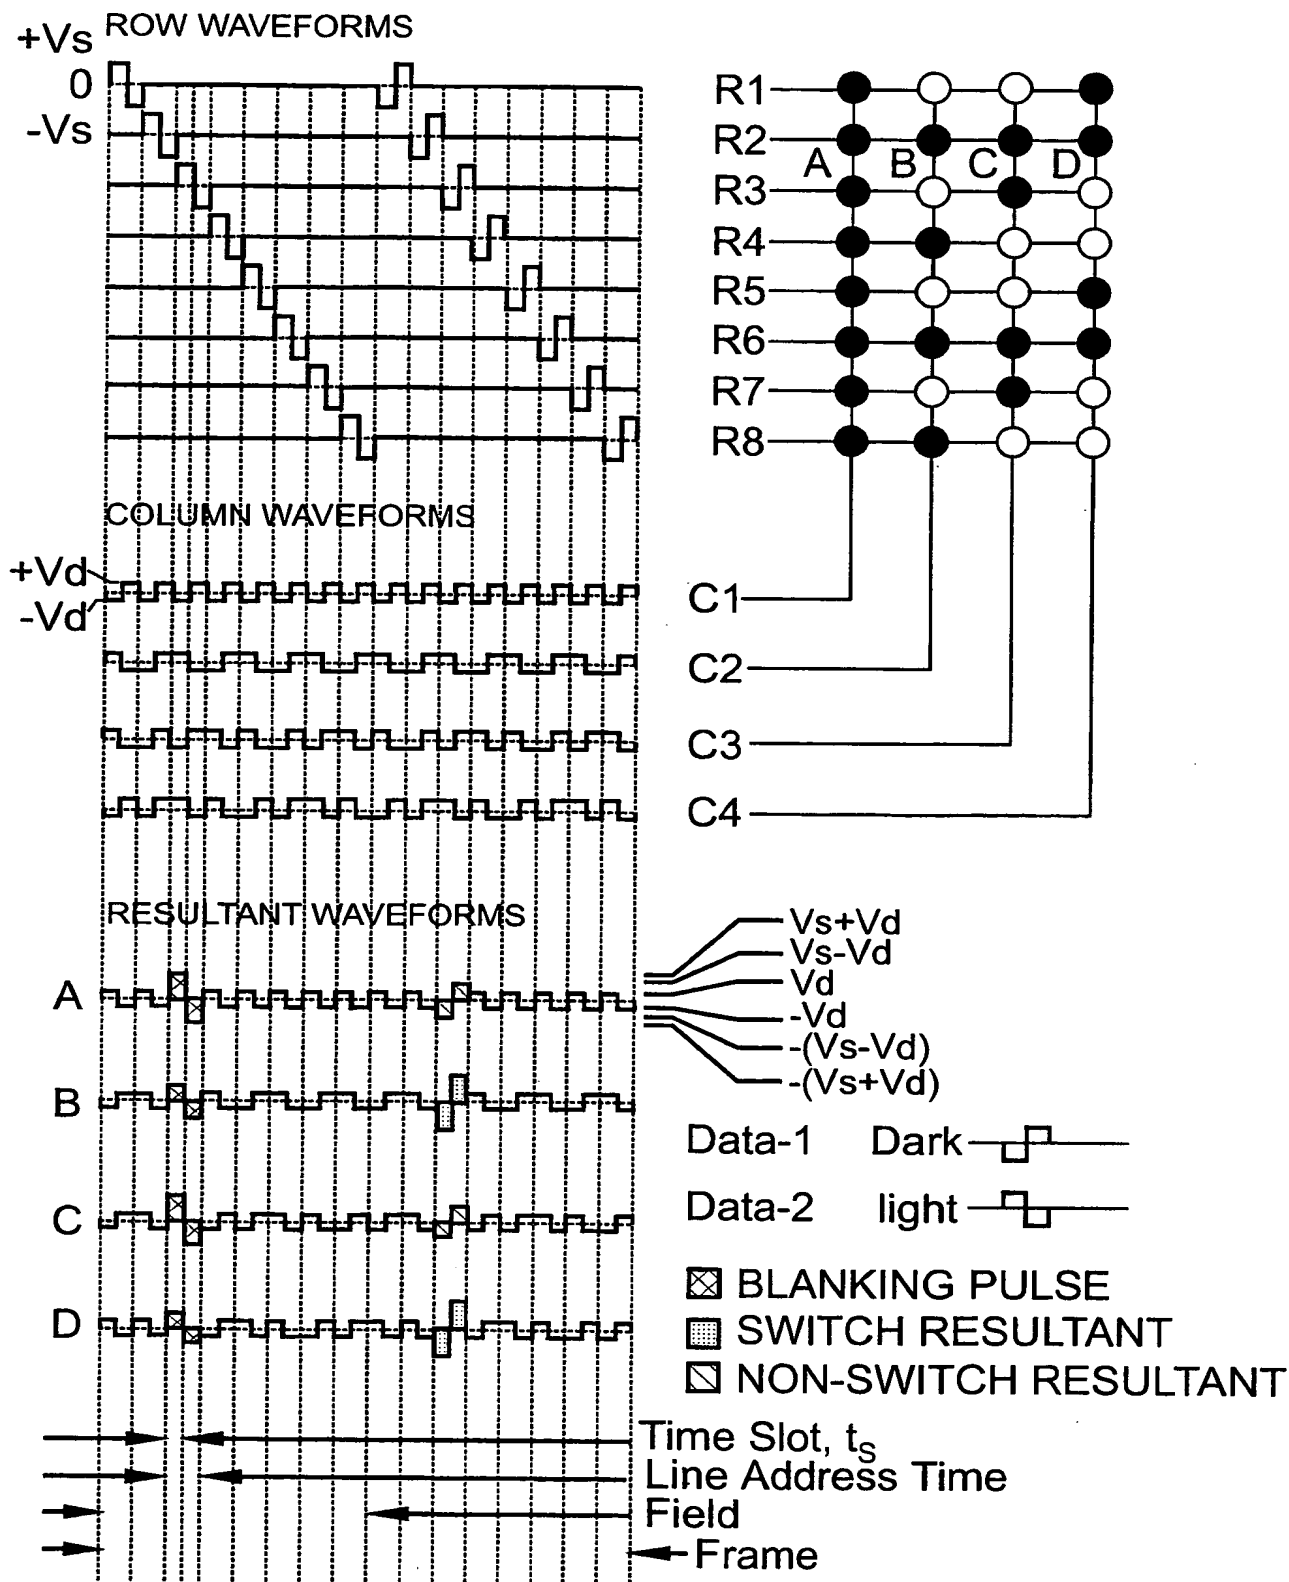 ROW WAVEFORMS
+Vs
0
-Vs
R1
R2
A B C D
R3
R4
R5
R6
R7
R8
COLUMN WAVEFORMS
+Vd
-Vd
C1
C2
C3
C4
RESULTANT WAVEFORMS
Vs+Vd
Vs-Vd
Vd
-Vd
-(Vs-Vd)
-(Vs+Vd)
A
B
C
D
Data-1 Dark
Data-2 light
BLANKING PULSE
SWITCH RESULTANT
NON-SWITCH RESULTANT
Time Slot, tS
Line Address Time
Field
Frame